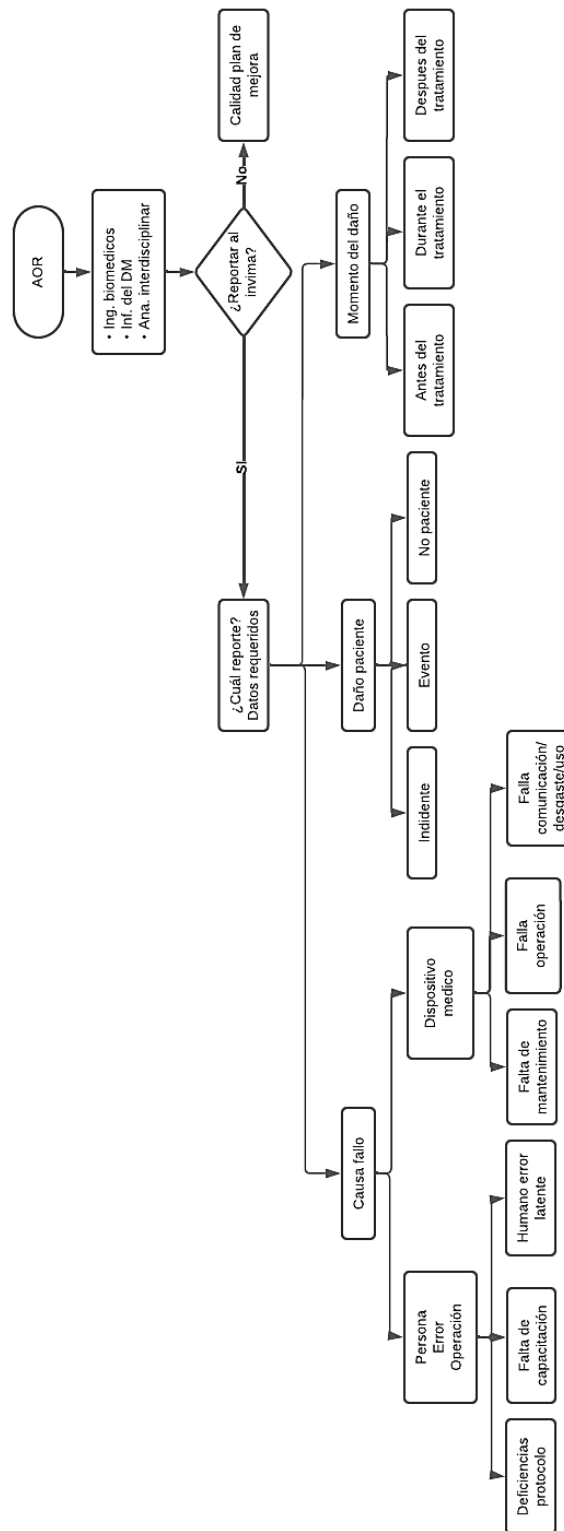 AOR
• Ing. biomedicos
• Inf. del DM
• Ana. interdisciplinar
¿Reportar al
invima?
SI
No
¿Cuál reporte?
Datos requeridos
Calidad plan de
mejora
Causa fallo
Daño paciente
Momento del daño
Persona
Error
Operación
Dispositivo
medico
Indidente
Evento
No paciente
Antes del
tratamiento
Durante el
tratamiento
Despues del
tratamiento
Deficiencias
protocolo
Falta de
capacitación
Humano error
latente
Falta de
mantenimiento
Falla
operación
Falla
comunicación/
desgaste/uso